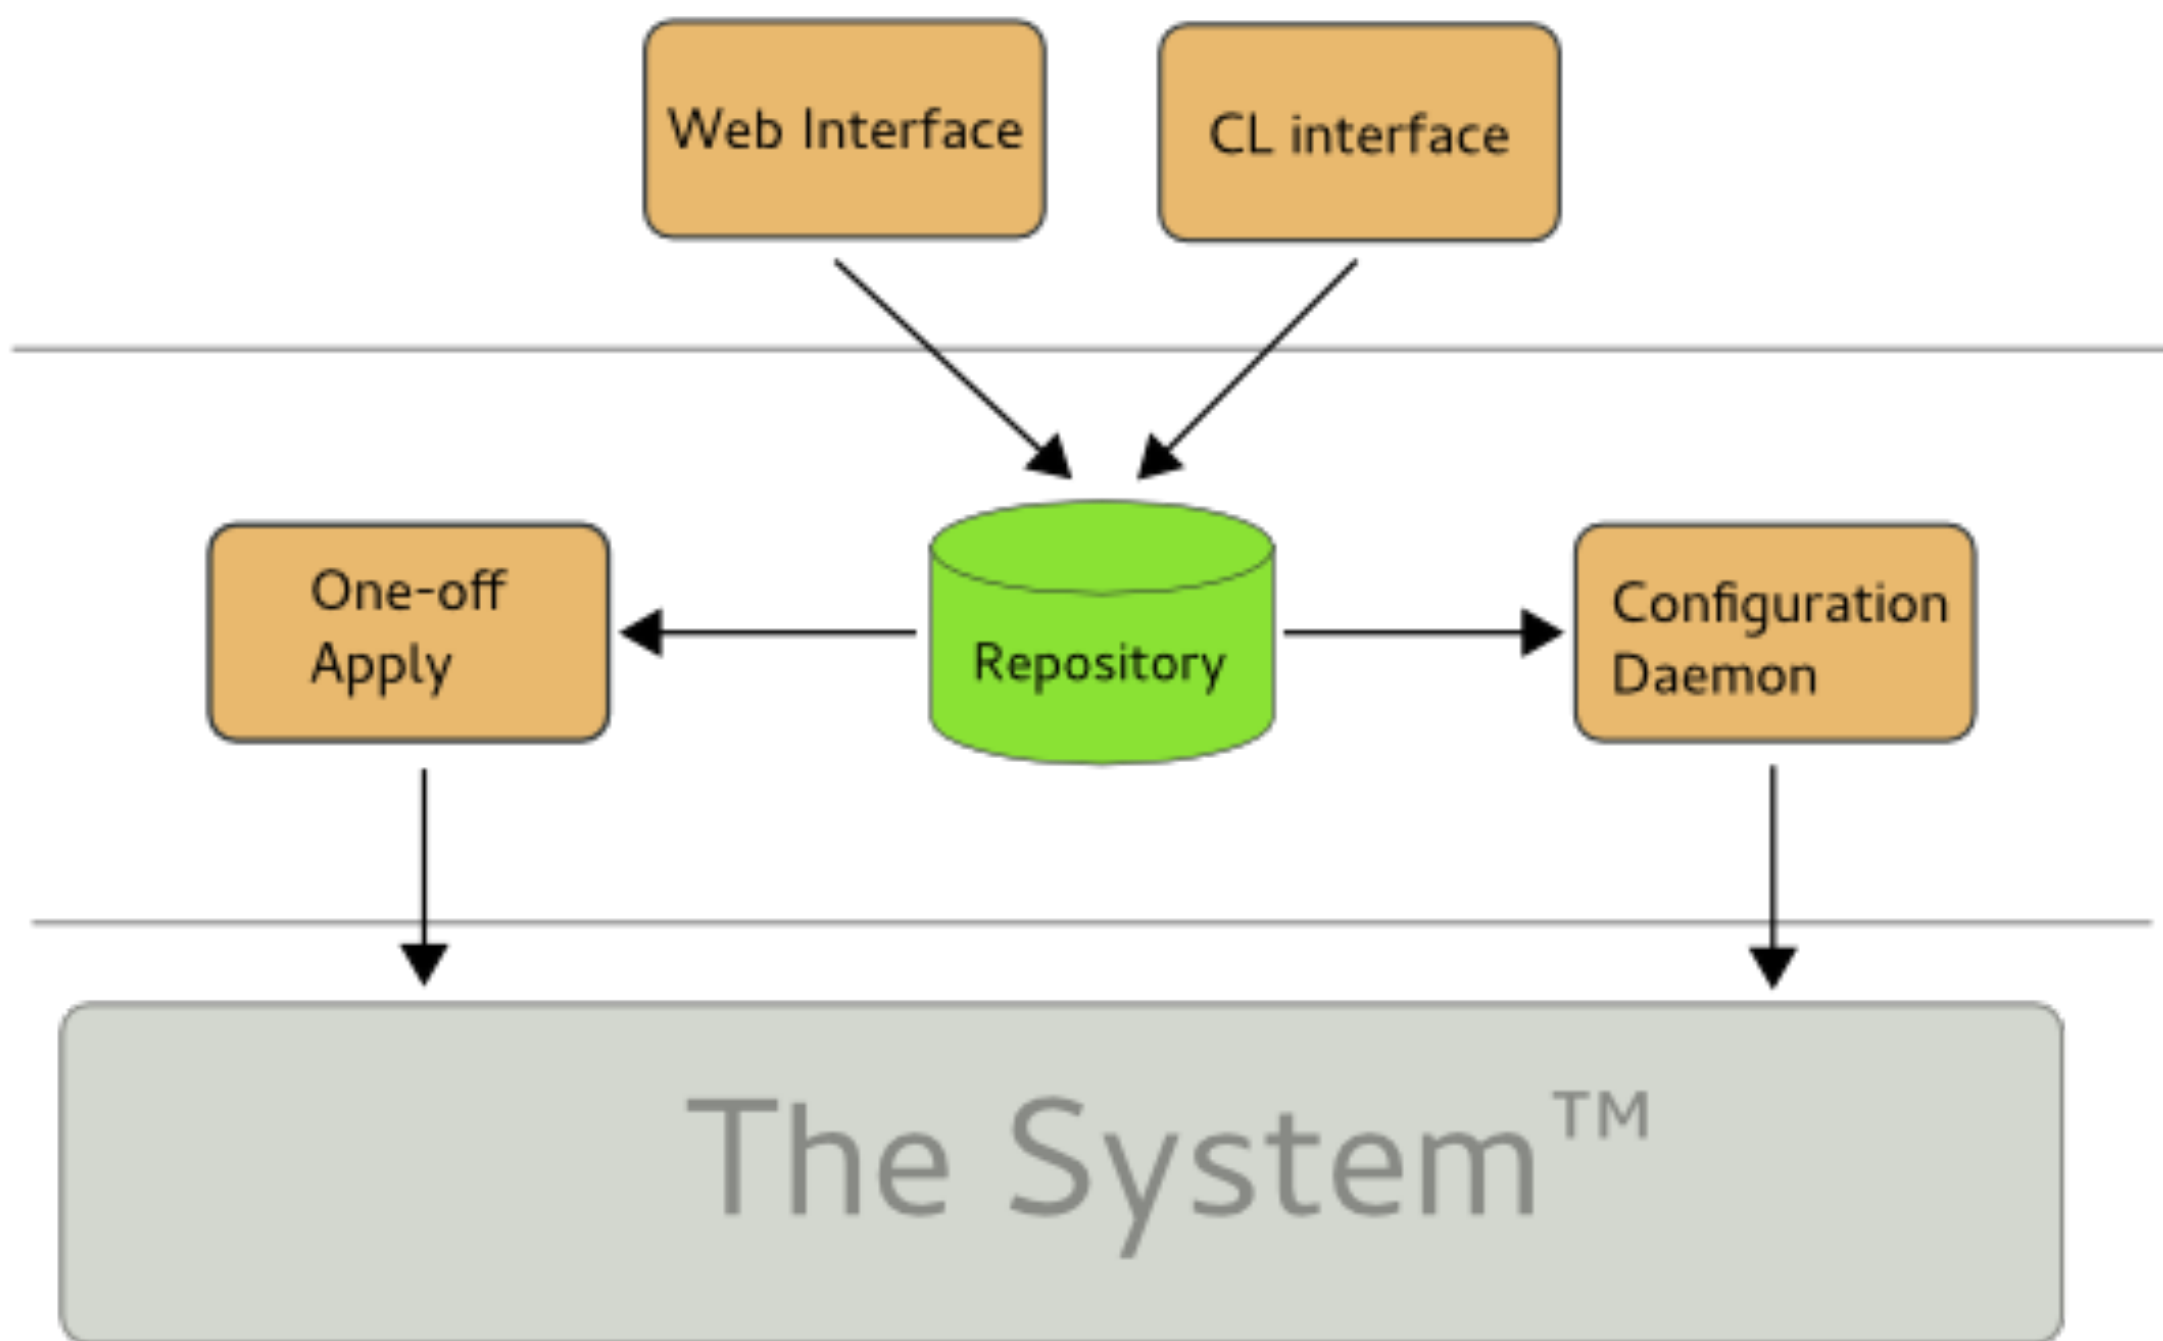 Web Interface
CL interface
One-off
Apply
Repository
Configuration
Daemon
The System™